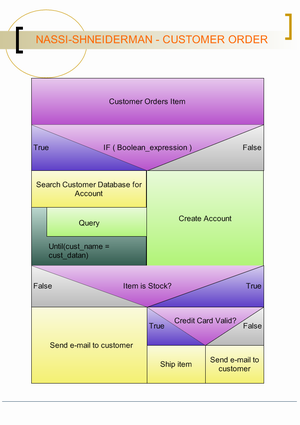 NASSI-SHNEIDERMAN - CUSTOMER ORDER
Customer Orders Item
True
IF ( Boolean_expression )
False
Search Customer Database for
Account
Query
Create Account
Until(cust_name =
cust_datan)
False
Item is Stock?
True
True
Credit Card Valid?
False
Send e-mail to customer
Ship item
Send e-mail to
customer